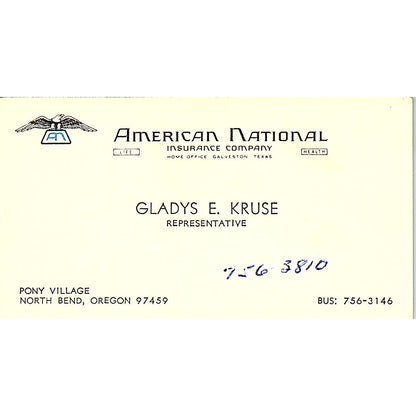 AN
AMERICAN NATIONAL
INSURANCE COMPANY
LIFE HOME OFFICE GALVESTON TEXAS HEALTH
GLADYS E. KRUSE
REPRESENTATIVE
756-3810
PONY VILLAGE
NORTH BEND, OREGON 97459 BUS: 756-3146